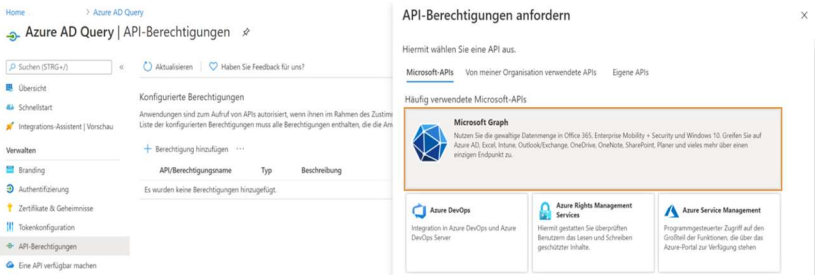 Home > Azure AD Query
Azure AD Query | API-Berechtigungen
Suchen (STRG+/)
«
Übersicht
Schnellstart
Integrations-Assistent | Vorschau
Verwalten
Branding
Authentifizierung
Zertifikate & Geheimnisse
Tokenkonfiguration
API-Berechtigungen
Eine API verfügbar machen
Aktualisieren
Haben Sie Feedback für uns?
Konfigurierte Berechtigungen
Anwendungen sind zum Aufruf von APIs autorisiert, wenn ihnen im Rahmen des Zustim
Liste der konfigurierten Berechtigungen muss alle Berechtigungen enthalten, die die An
+ Berechtigung hinzufügen ···
API/Berechtigungsname Typ Beschreibung
Es wurden keine Berechtigungen hinzugefügt.
API-Berechtigungen anfordern
Hiermit wählen Sie eine API aus.
Microsoft-APIs Von meiner Organisation verwendete APIs Eigene APIs
Häufig verwendete Microsoft-APIs
Microsoft Graph
Nutzen Sie die gewaltige Datenmenge in Office 365, Enterprise Mobility + Security und Windows 10. Greifen Sie auf
Azure AD, Excel, Intune, Outlook/Exchange, OneDrive, OneNote, SharePoint, Planer und vieles mehr über einen
einzigen Endpunkt zu.
Azure DevOps
Integration in Azure DevOps und Azure
DevOps Server
Azure Rights Management
Services
Hiermit gestatten Sie überprüften
Benutzern das Lesen und Schreiben
geschützter Inhalte.
Azure Service Management
Programmgesteuerter Zugriff auf den
Großteil der Funktionen, die über das
Azure-Portal zur Verfügung stehen